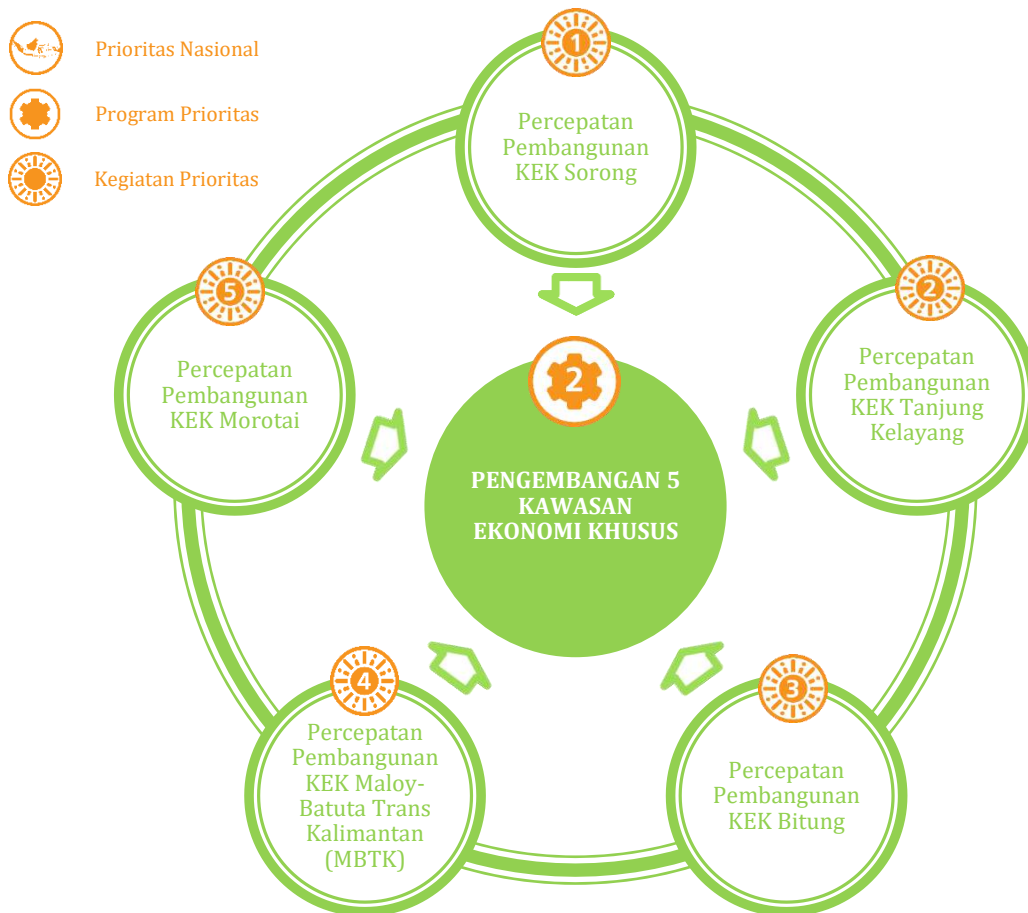 Prioritas Nasional
Program Prioritas
Kegiatan Prioritas
1
Percepatan
Pembangunan
KEK Sorong
2
Percepatan
Pembangunan
KEK Tanjung
Kelayang
3
Percepatan
Pembangunan
KEK Bitung
4
Percepatan
Pembangunan
KEK Maloy-
Batuta Trans
Kalimantan
(MBTK)
5
Percepatan
Pembangunan
KEK Morotai
2
PENGEMBANGAN 5
KAWASAN
EKONOMI KHUSUS